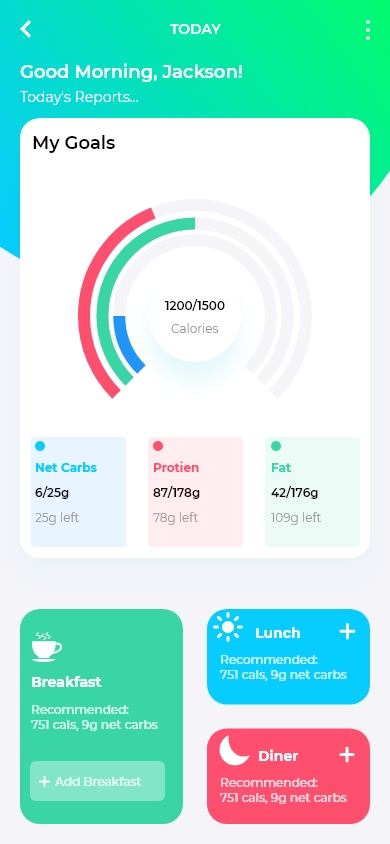 TODAY
Good Morning, Jackson!
Today's Reports...
My Goals
1200/1500
Calories
Net Carbs
6/25g
25g left
Protien
87/178g
78g left
Fat
42/176g
109g left
Breakfast
Recommended:
751 cals, 9g net carbs
+ Add Breakfast
Lunch +
Recommended:
751 cals, 9g net carbs
Diner +
Recommended:
751 cals, 9g net carbs